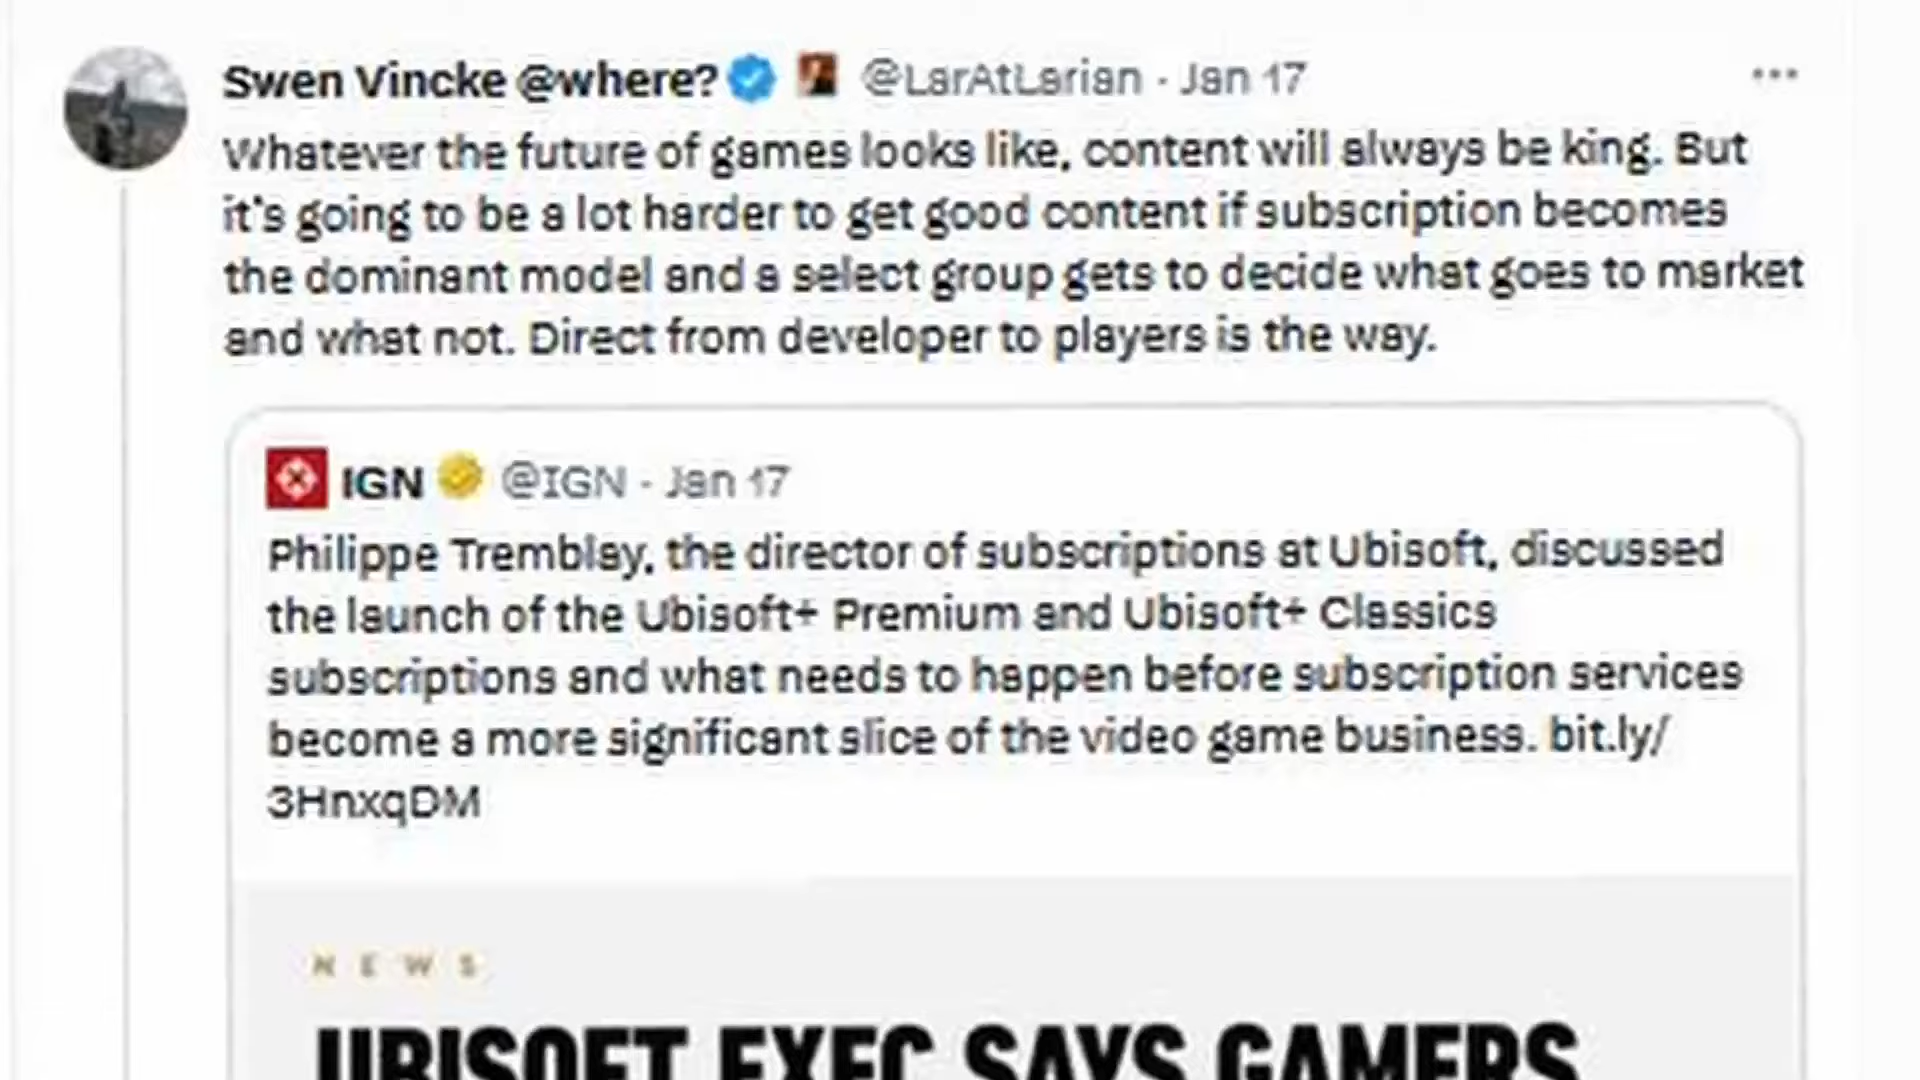 Swen Vincke @where? @LarAtLarian · Jan 17
Whatever the future of games looks like, content will always be king. But
it's going to be a lot harder to get good content if subscription becomes
the dominant model and a select group gets to decide what goes to market
and what not. Direct from developer to players is the way.
IGN @IGN · Jan 17
Philippe Tremblay, the director of subscriptions at Ubisoft, discussed
the launch of the Ubisoft+ Premium and Ubisoft+ Classics
subscriptions and what needs to happen before subscription services
become a more significant slice of the video game business. bit.ly/
3HnxqDM
NEWS
UBISOFT EXEC SAYS GAMERS